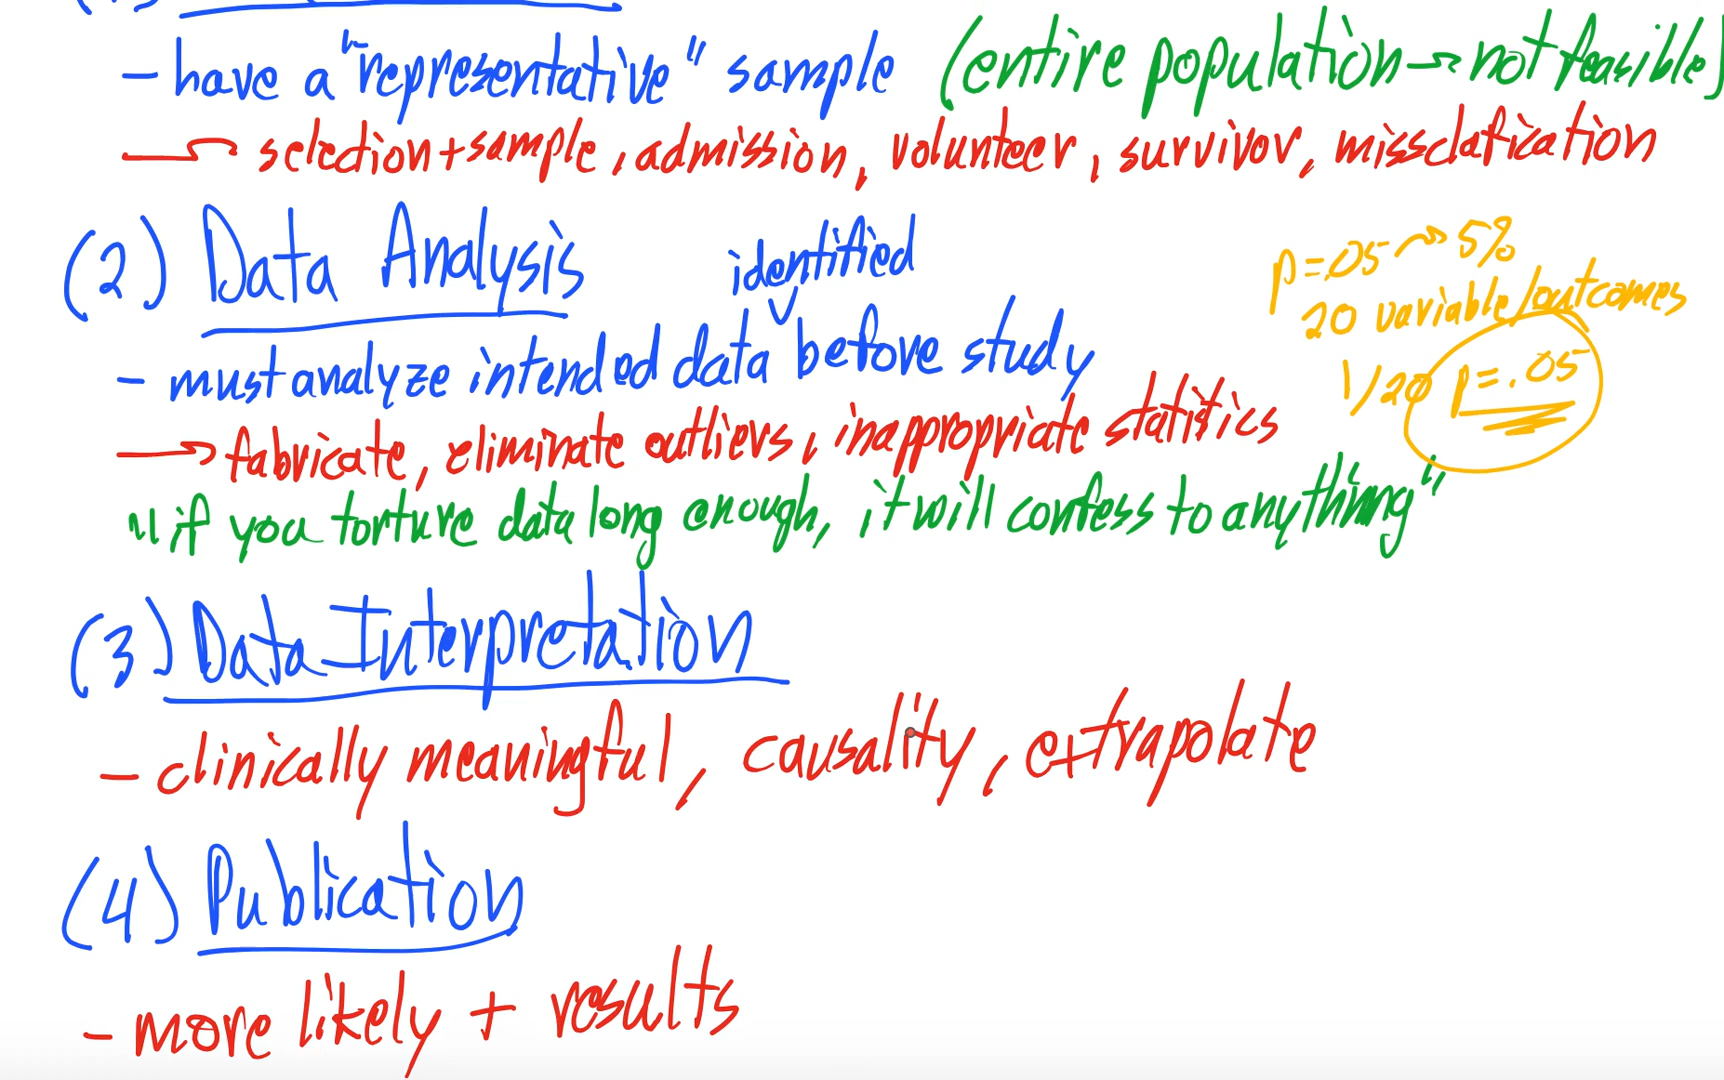 - have a "representative" sample (entire population → not feasible)
→ selection + sample, admission, volunteer, survivor, missclafication
(2) Data Analysis
identified
- must analyze intended data ∨ before study
p=.05 → 5%
20 variable/outcomes
1/20 p=.05
→ fabricate, eliminate outliers, inappropriate statistics
"if you torture data long enough, it will confess to anything"
(3) Data Interpretation
- clinically meaningful, causality, extrapolate
(4) Publication
- more likely + results